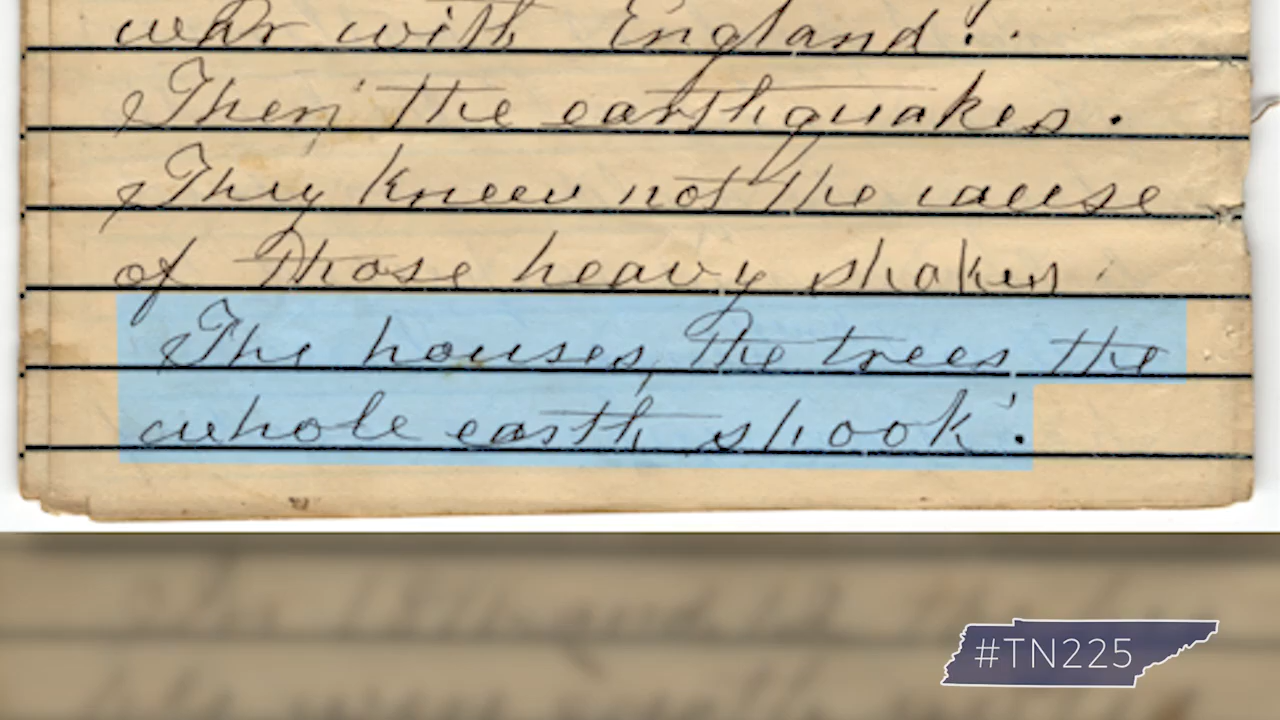 war with England!.
Then' the earthquakes.
They knew not the cause
of those heavy shakes.
The houses, the trees, the
whole earth shook!
#TN225